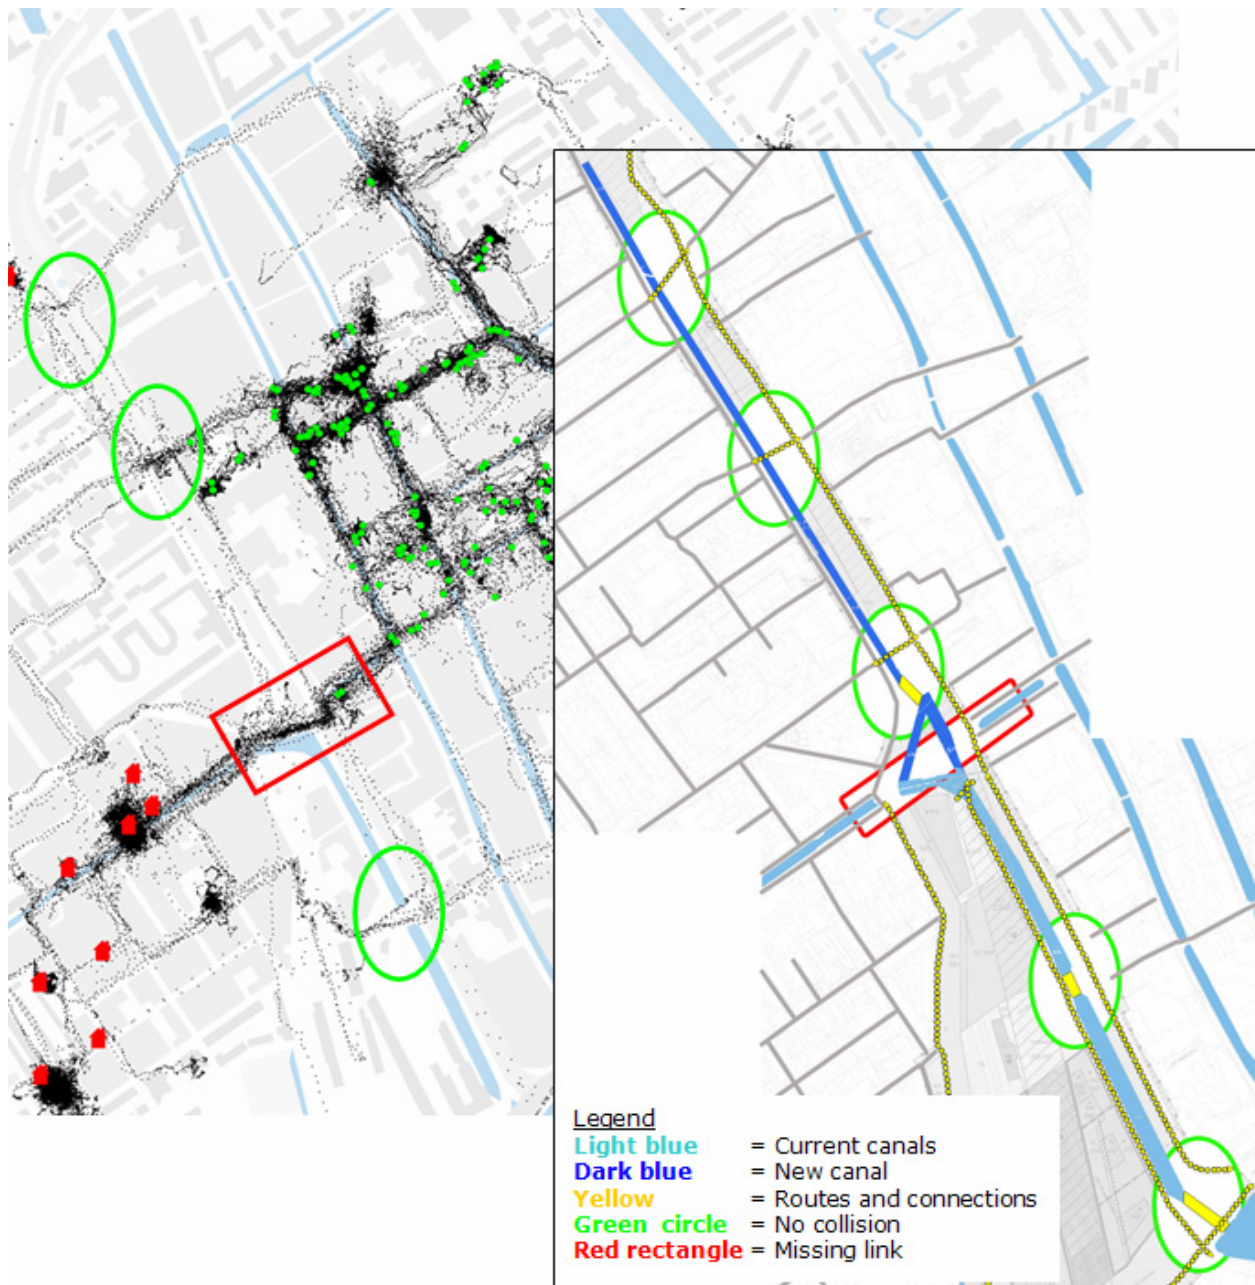 Legend
Light blue = Current canals
Dark blue = New canal
Yellow = Routes and connections
Green circle = No collision
Red rectangle = Missing link